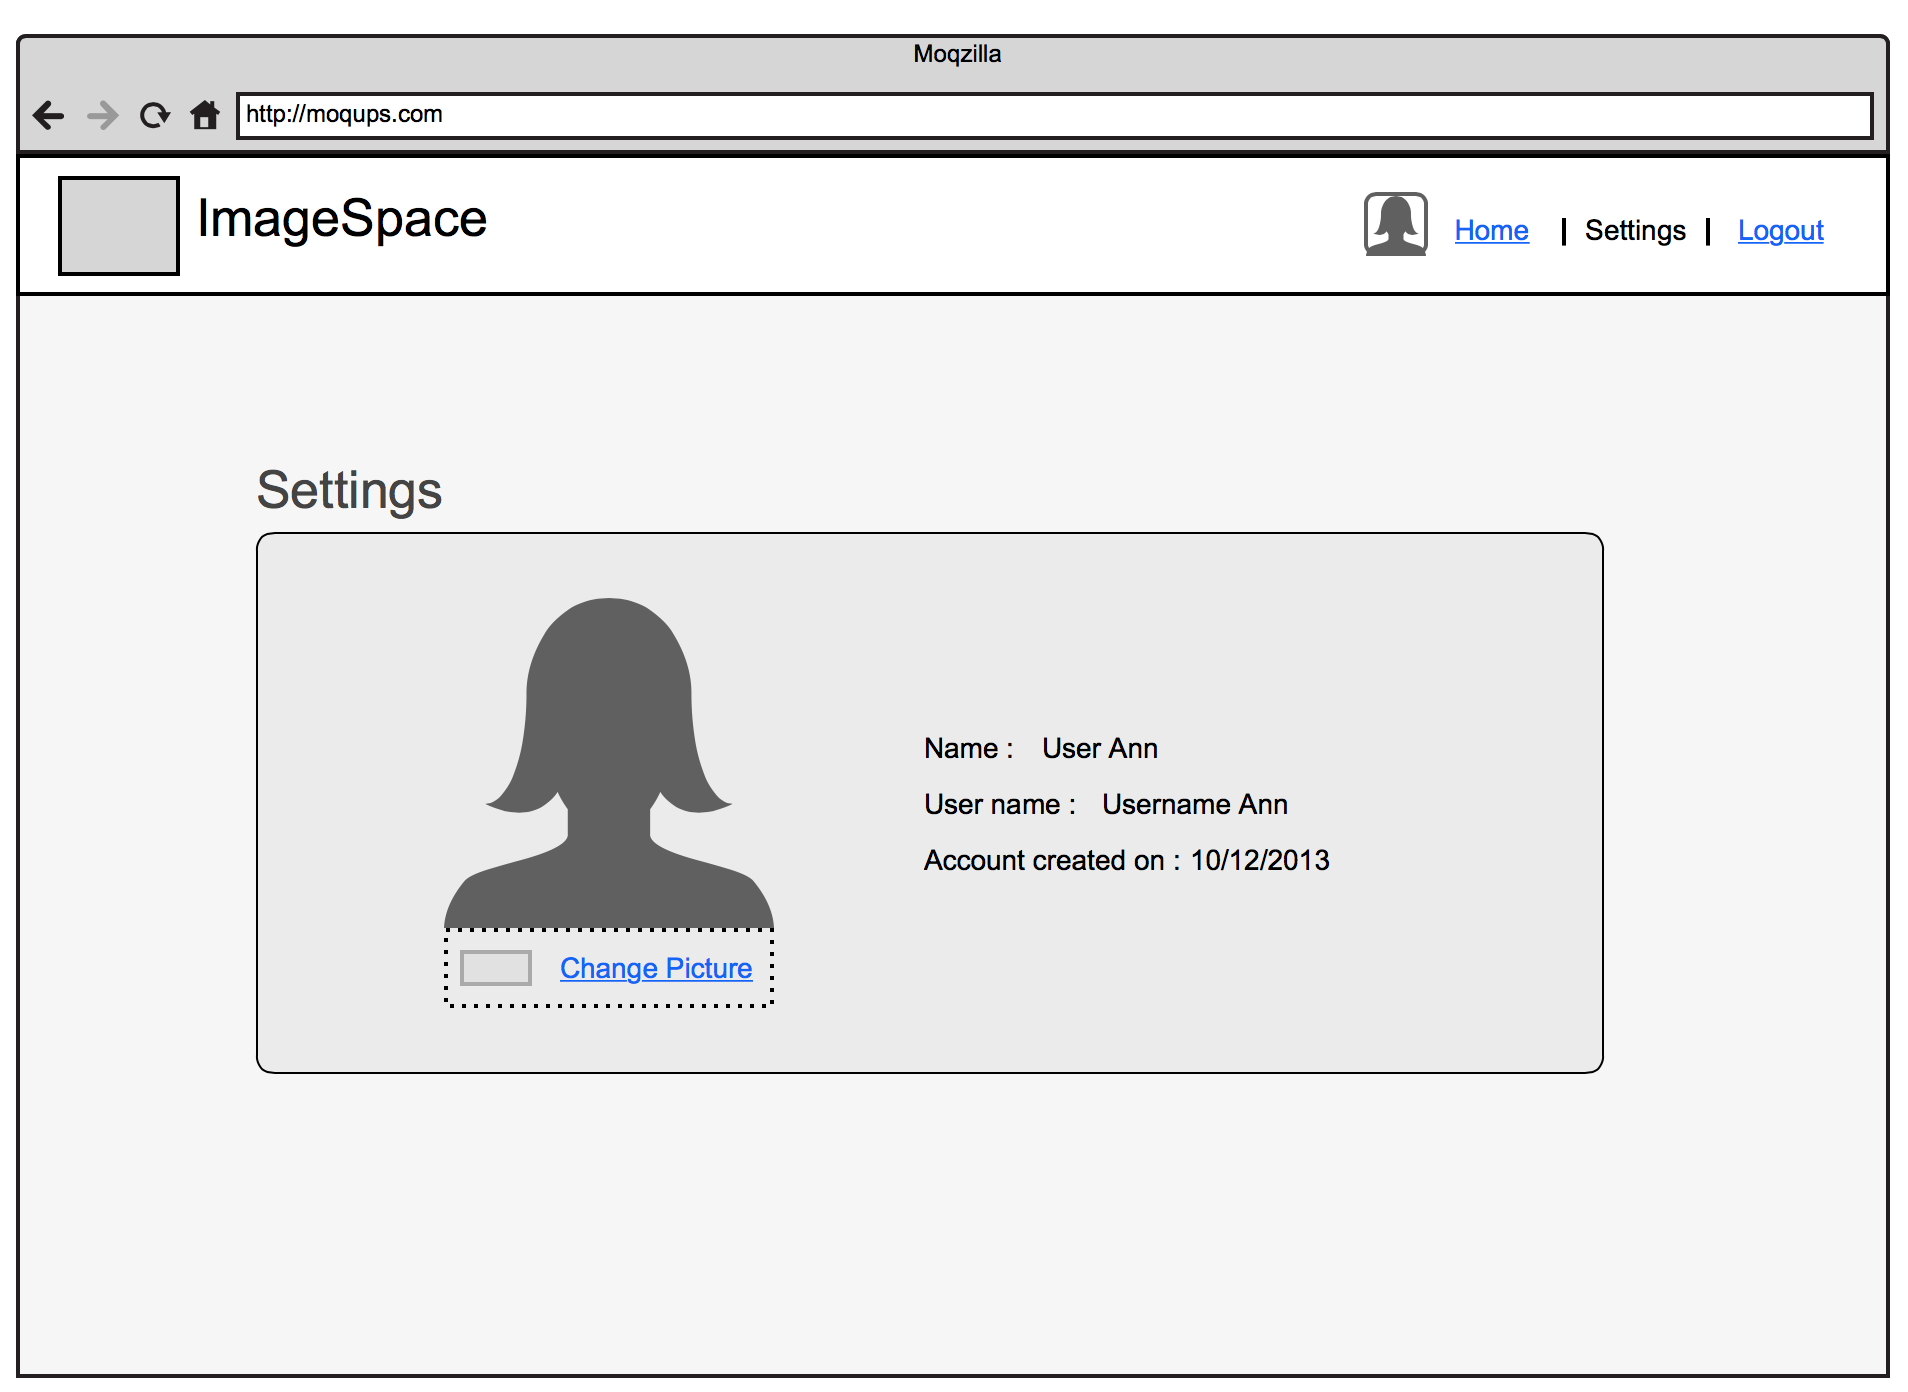 Moqzilla
http://moqups.com
ImageSpace
Home | Settings | Logout
Settings
Name : User Ann
User name : Username Ann
Account created on : 10/12/2013
Change Picture